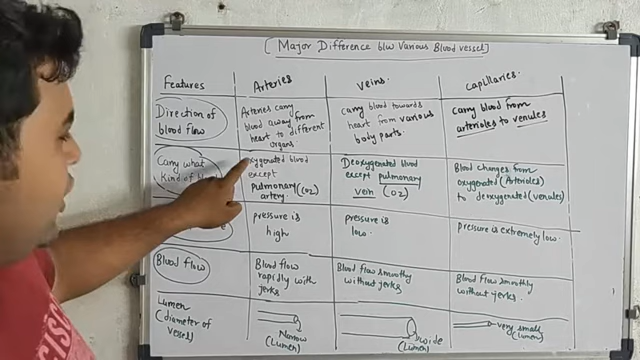 [ Major Difference b/w Various Blood vessel ]
Features
Arteries
veins
capillaries.
Direction of
blood flow
Arteries carry
blood away from
heart to different
organs
carry blood towards
heart from various
body parts.
carry blood from
arterioles to venules
Carry what
kind of
oxygenated blood
except
pulmonary
artery (CO2)
Deoxygenated blood
except pulmonary
vein (O2)
Blood changes from
oxygenated (Arterioles)
to deoxygenated (venules)
pressure is
high
pressure is
low.
pressure is extremely low.
Blood flow
Blood flow
rapidly with
jerks
Blood flow smoothly
without jerks
Blood flow smoothly
without jerks.
Lumen
(diameter of
vessel)
Narrow
(Lumen)
wide
(Lumen)
very small
(Lumen)